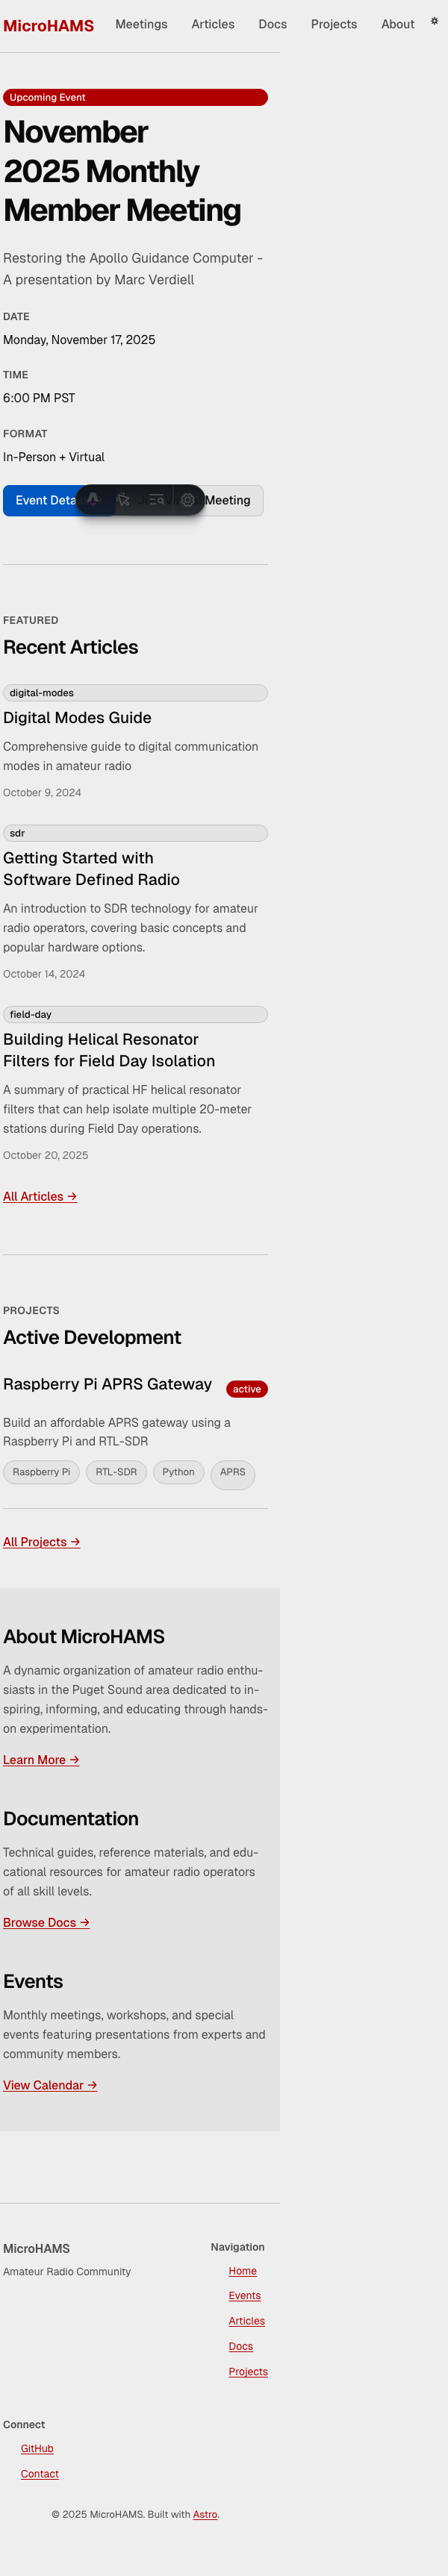 MicroHAMS Meetings Articles Docs Projects About
Upcoming Event
November
2025 Monthly
Member Meeting
Restoring the Apollo Guidance Computer -
A presentation by Marc Verdiell
DATE
Monday, November 17, 2025
TIME
6:00 PM PST
FORMAT
In-Person + Virtual
Event Meeting
FEATURED
Recent Articles
digital-modes
Digital Modes Guide
Comprehensive guide to digital communication
modes in amateur radio
October 9, 2024
sdr
Getting Started with
Software Defined Radio
An introduction to SDR technology for amateur
radio operators, covering basic concepts and
popular hardware options.
October 14, 2024
field-day
Building Helical Resonator
Filters for Field Day Isolation
A summary of practical HF helical resonator
filters that can help isolate multiple 20-meter
stations during Field Day operations.
October 20, 2025
All Articles →
PROJECTS
Active Development
Raspberry Pi APRS Gateway active
Build an affordable APRS gateway using a
Raspberry Pi and RTL-SDR
Raspberry Pi RTL-SDR Python APRS
All Projects →
About MicroHAMS
A dynamic organization of amateur radio enthu-
siasts in the Puget Sound area dedicated to in-
spiring, informing, and educating through hands-
on experimentation.
Learn More →
Documentation
Technical guides, reference materials, and edu-
cational resources for amateur radio operators
of all skill levels.
Browse Docs →
Events
Monthly meetings, workshops, and special
events featuring presentations from experts and
community members.
View Calendar →
MicroHAMS
Amateur Radio Community
Navigation
Home
Events
Articles
Docs
Projects
Connect
GitHub
Contact
© 2025 MicroHAMS. Built with Astro.